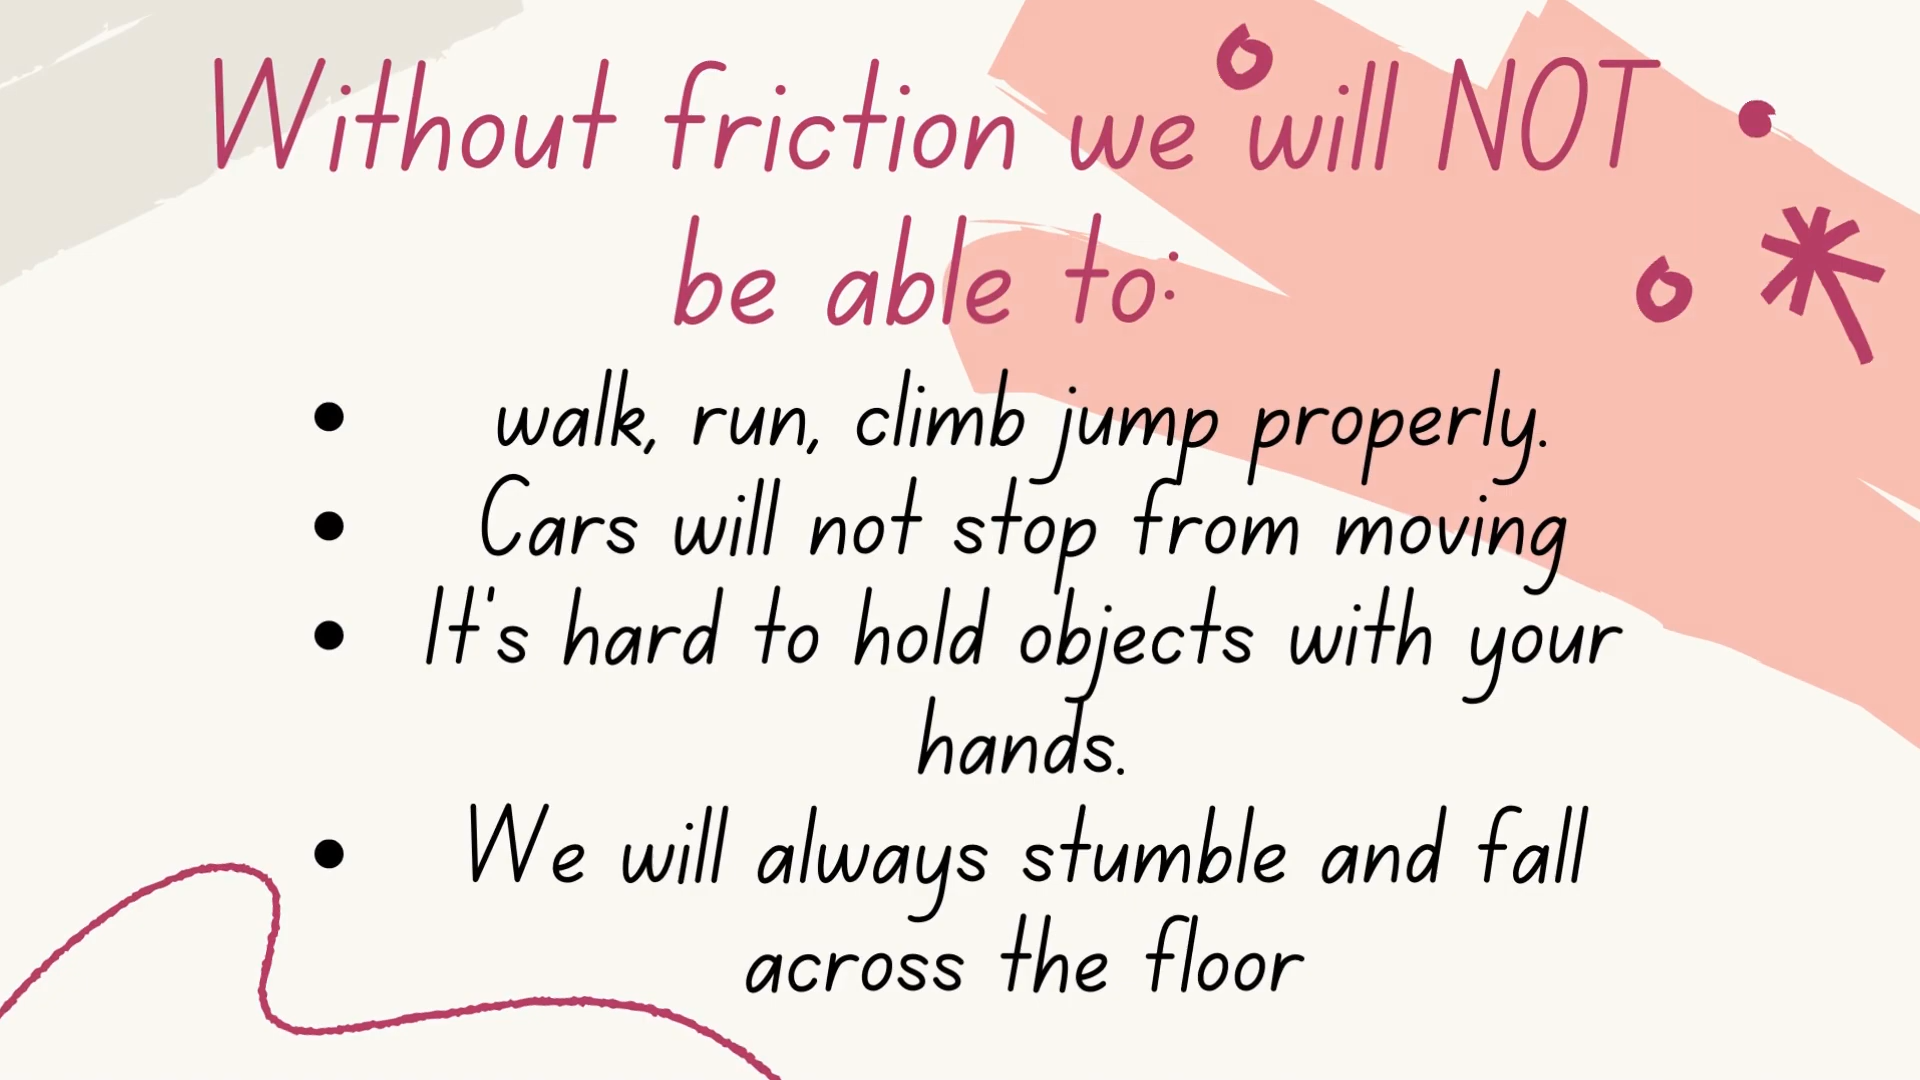 Without friction we will NOT
be able to:
• walk, run, climb jump properly.
• Cars will not stop from moving
• It's hard to hold objects with your
hands.
• We will always stumble and fall
across the floor